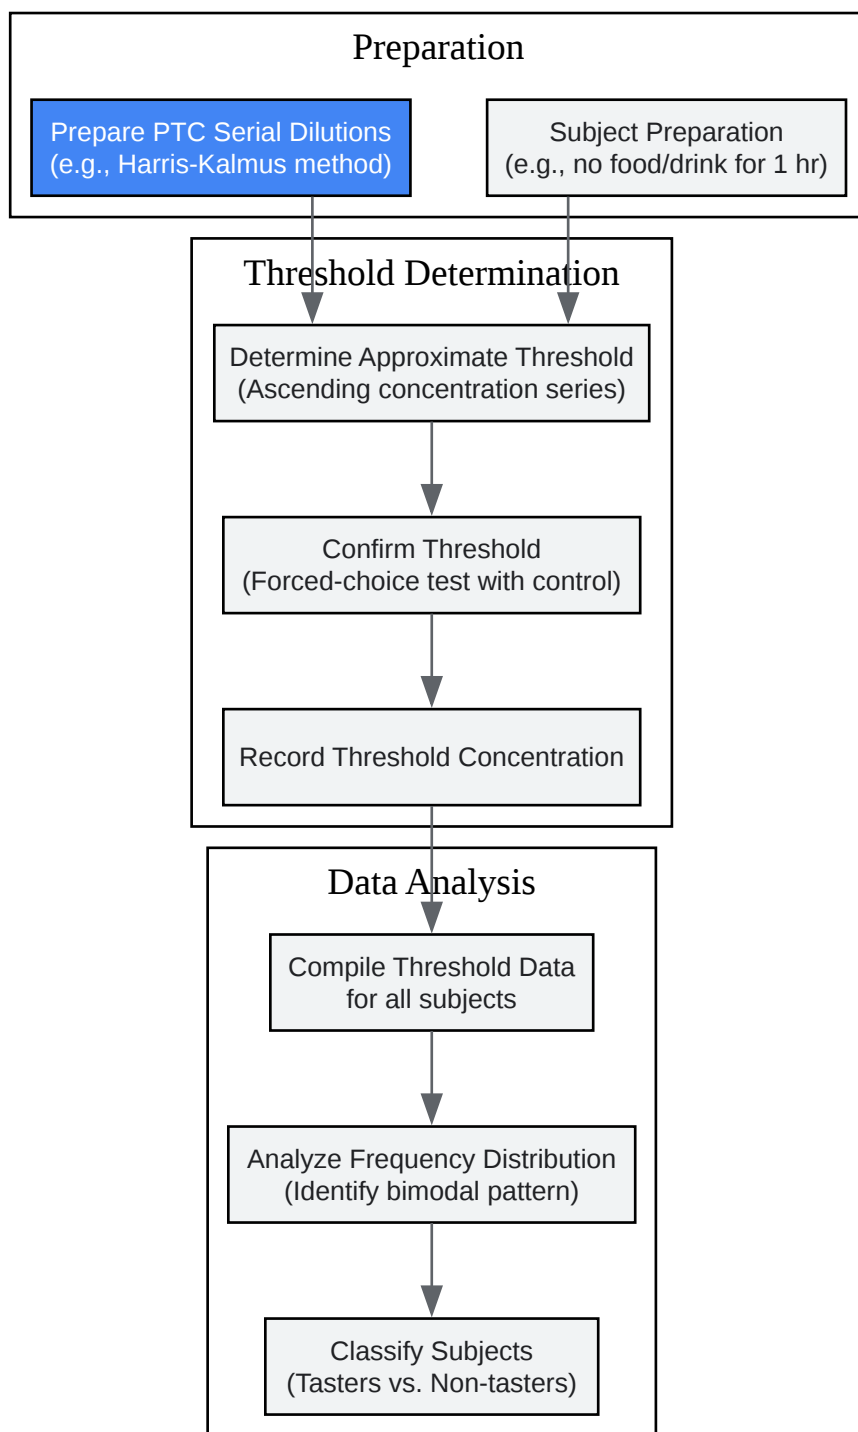 Preparation
Prepare PTC Serial Dilutions
(e.g., Harris-Kalmus method)
Subject Preparation
(e.g., no food/drink for 1 hr)
Threshold Determination
Determine Approximate Threshold
(Ascending concentration series)
Confirm Threshold
(Forced-choice test with control)
Record Threshold Concentration
Data Analysis
Compile Threshold Data
for all subjects
Analyze Frequency Distribution
(Identify bimodal pattern)
Classify Subjects
(Tasters vs. Non-tasters)